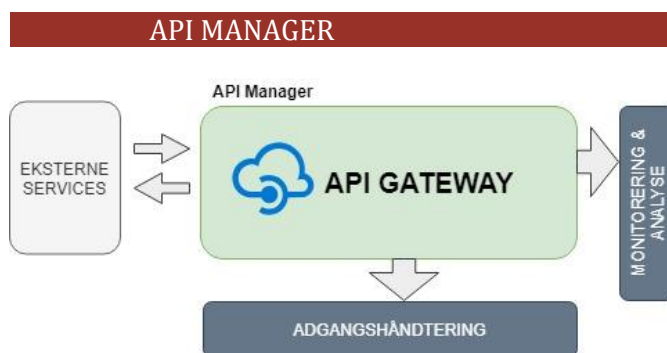 API MANAGER
API Manager
EKSTERNE
SERVICES
API GATEWAY
MONITORERING &
ANALYSE
ADGANGSHÅNDTERING